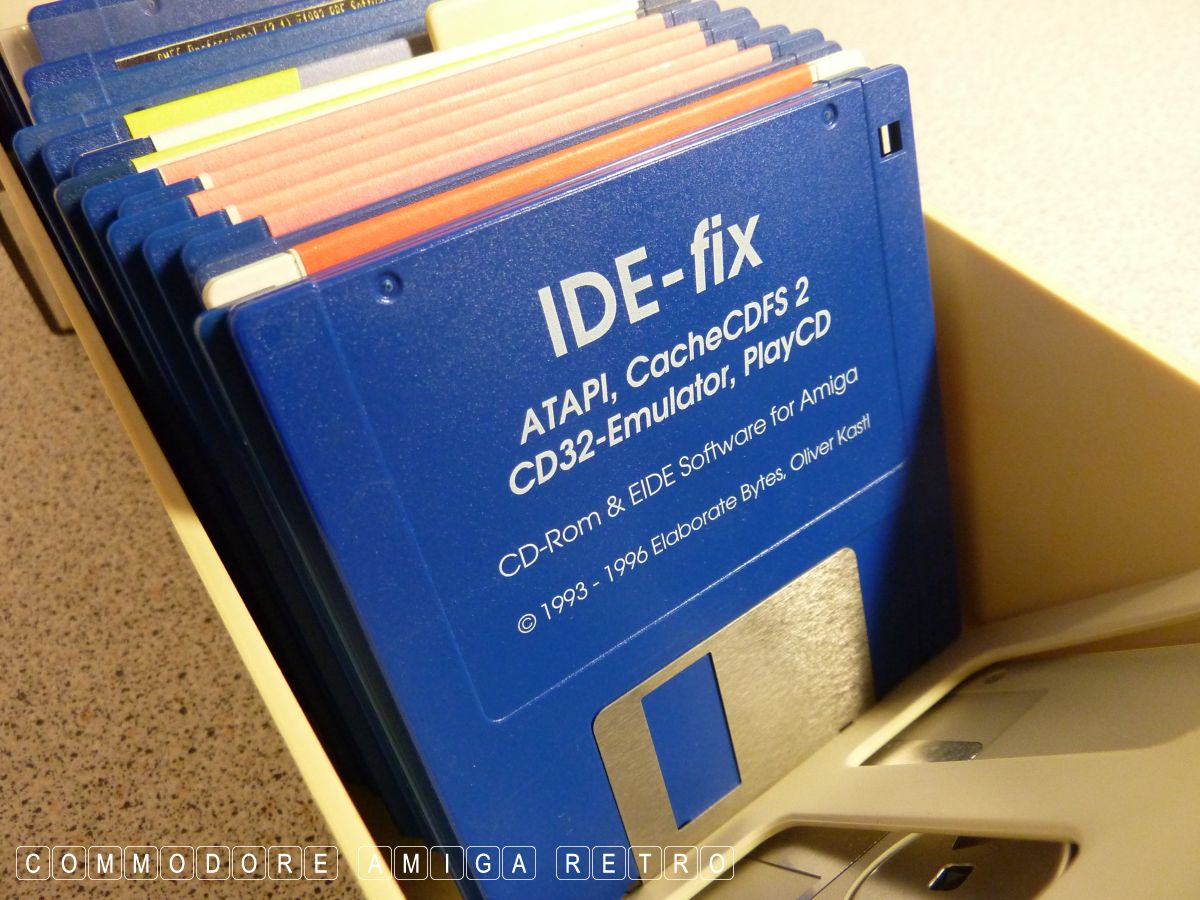 IDE-fix
ATAPI, CacheCDFS 2
CD32-Emulator, PlayCD
CD-Rom & EIDE Software for Amiga
© 1993 - 1996 Elaborate Bytes, Oliver Kastl
COMMODORE AMIGA RETRO